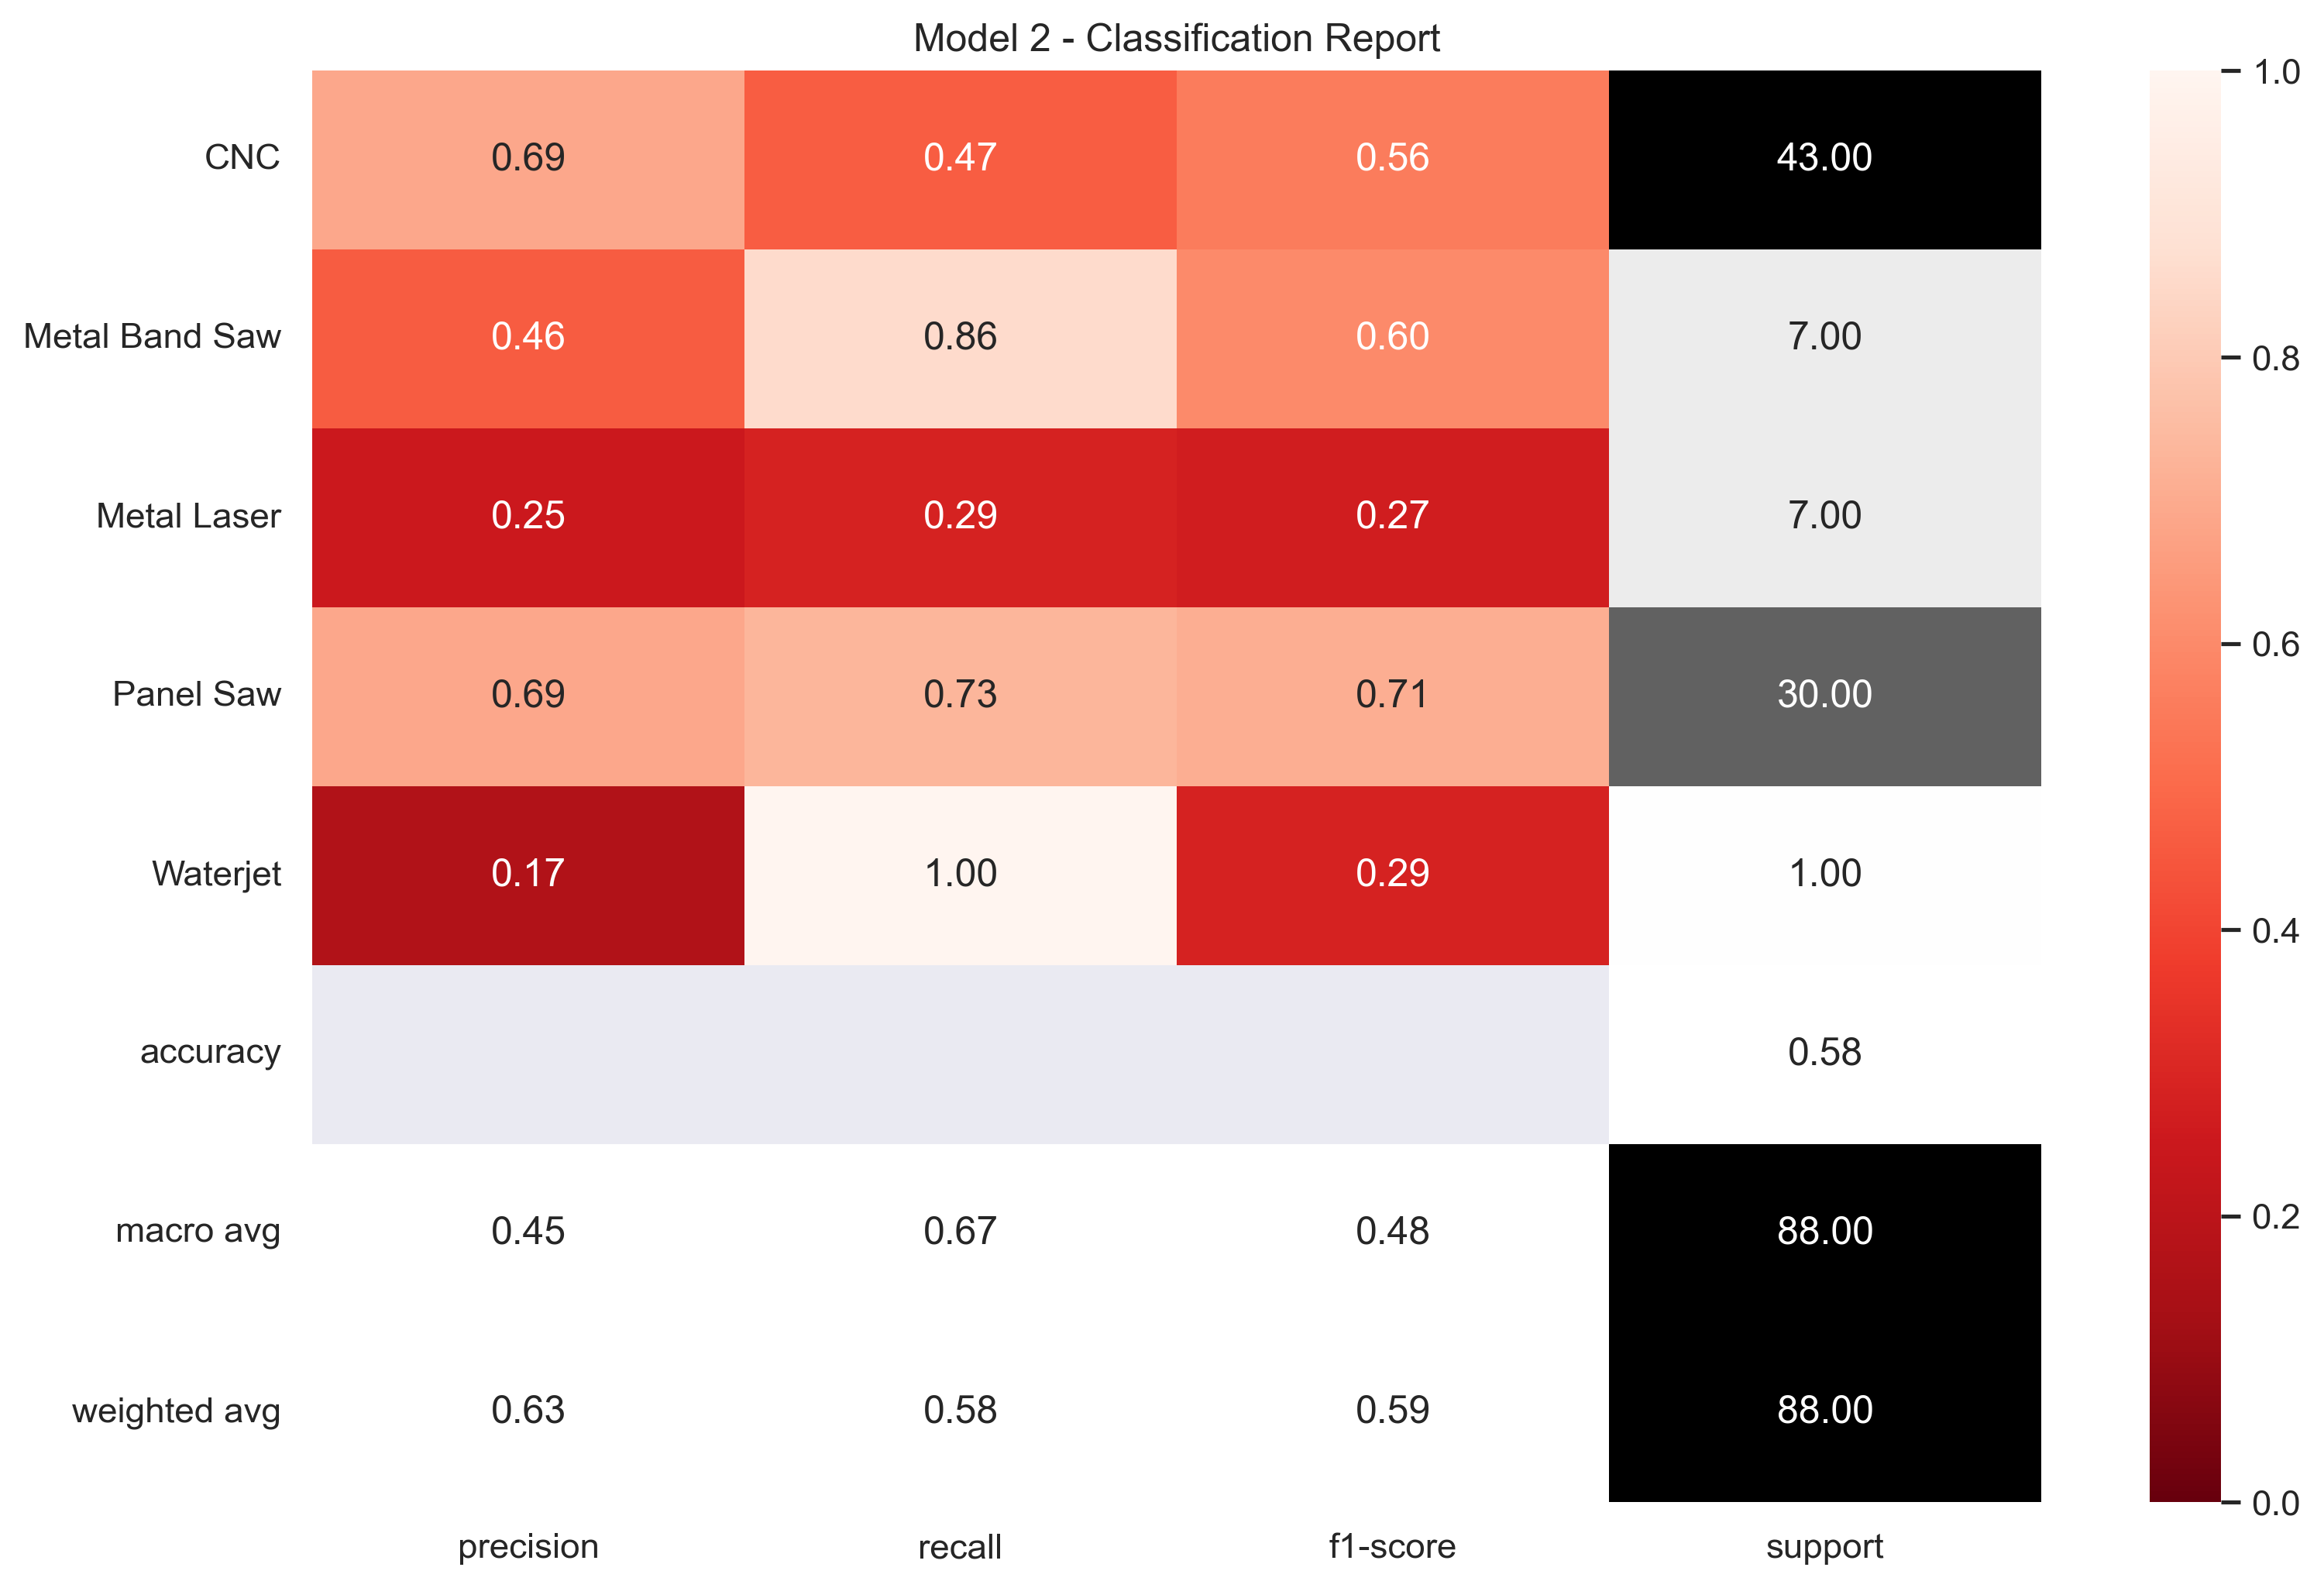 Model 2 - Classification Report
CNC 0.69 0.47 0.56 43.00
Metal Band Saw 0.46 0.86 0.60 7.00
Metal Laser 0.25 0.29 0.27 7.00
Panel Saw 0.69 0.73 0.71 30.00
Waterjet 0.17 1.00 0.29 1.00
accuracy 0.58
macro avg 0.45 0.67 0.48 88.00
weighted avg 0.63 0.58 0.59 88.00
precision recall f1-score support
1.0
0.8
0.6
0.4
0.2
0.0